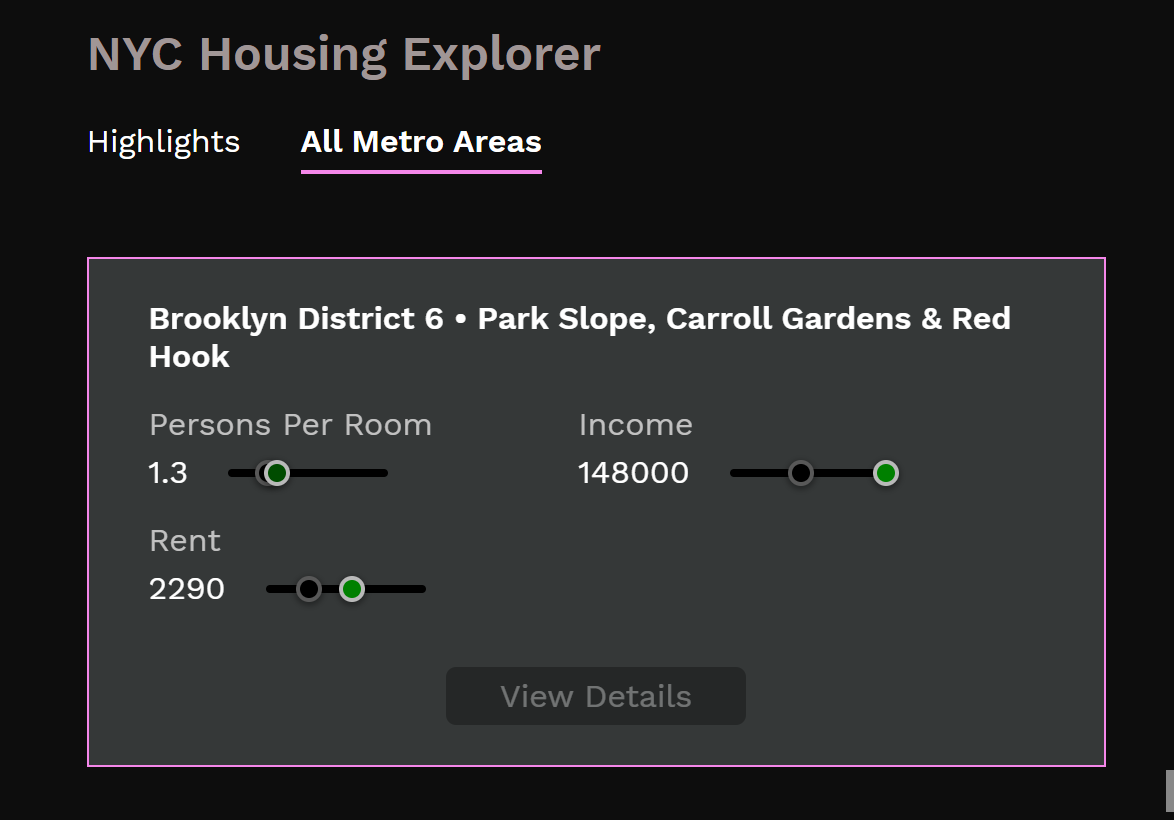 NYC Housing Explorer
Highlights
All Metro Areas
Brooklyn District 6 • Park Slope, Carroll Gardens & Red
Hook
Persons Per Room
Income
1.3
148000
Rent
2290
View Details